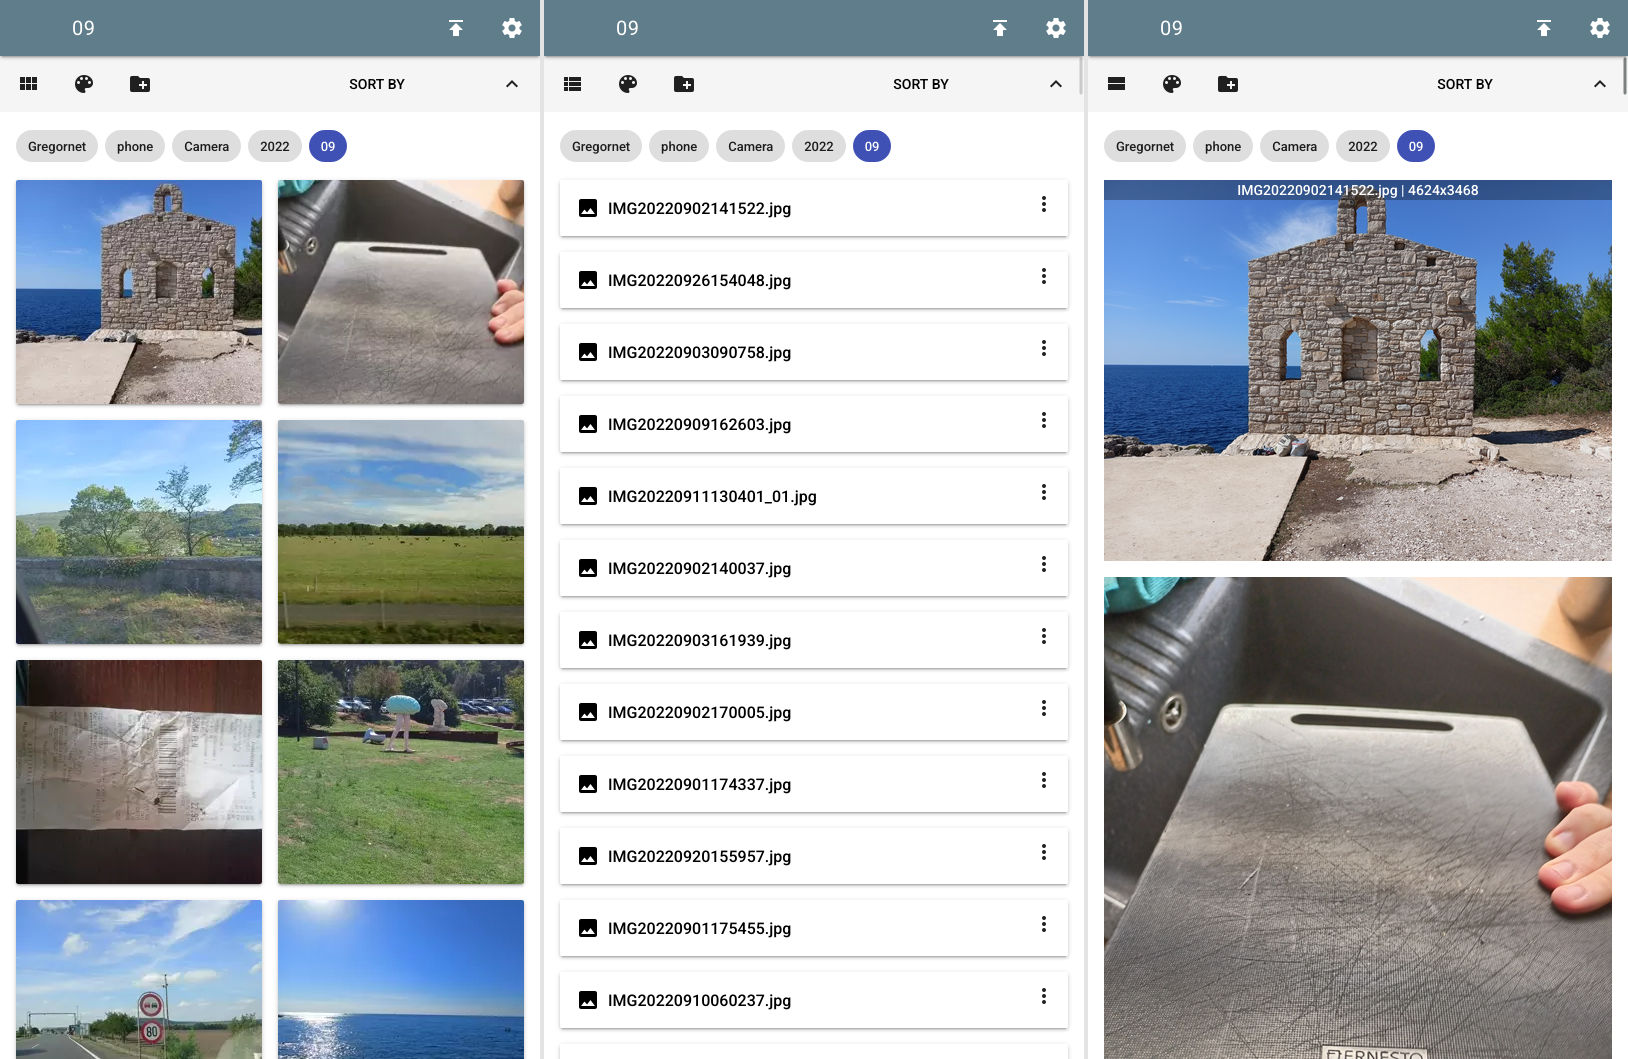 09
SORT BY
Gregornet phone Camera 2022 09
80
09
SORT BY
Gregornet phone Camera 2022 09
IMG20220902141522.jpg
IMG20220926154048.jpg
IMG20220903090758.jpg
IMG20220909162603.jpg
IMG20220911130401_01.jpg
IMG20220902140037.jpg
IMG20220903161939.jpg
IMG20220902170005.jpg
IMG20220901174337.jpg
IMG20220920155957.jpg
IMG20220901175455.jpg
IMG20220910060237.jpg
09
SORT BY
Gregornet phone Camera 2022 09
IMG20220902141522.jpg | 4624x3468
ERNESTO